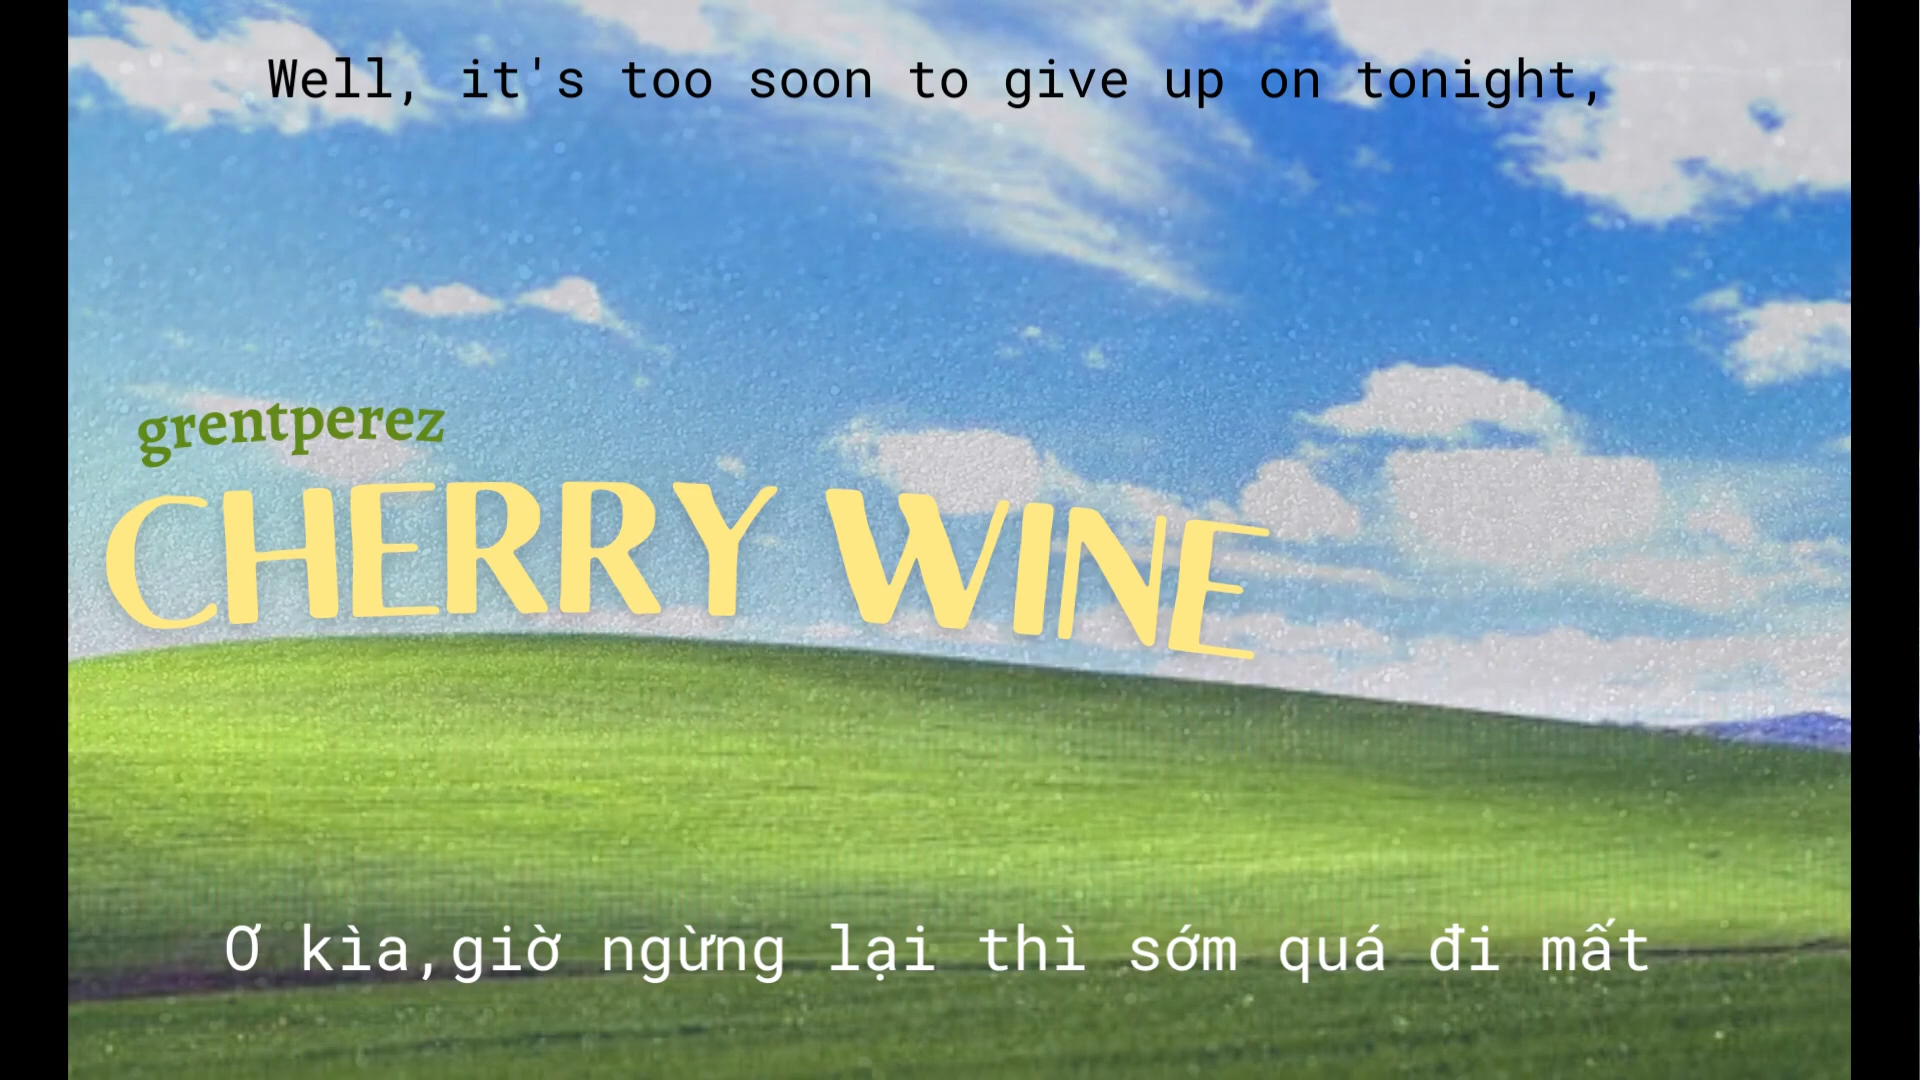 Well, it's too soon to give up on tonight,
grentperez
CHERRY WINE
Ơ kìa,giờ ngừng lại thì sớm quá đi mất